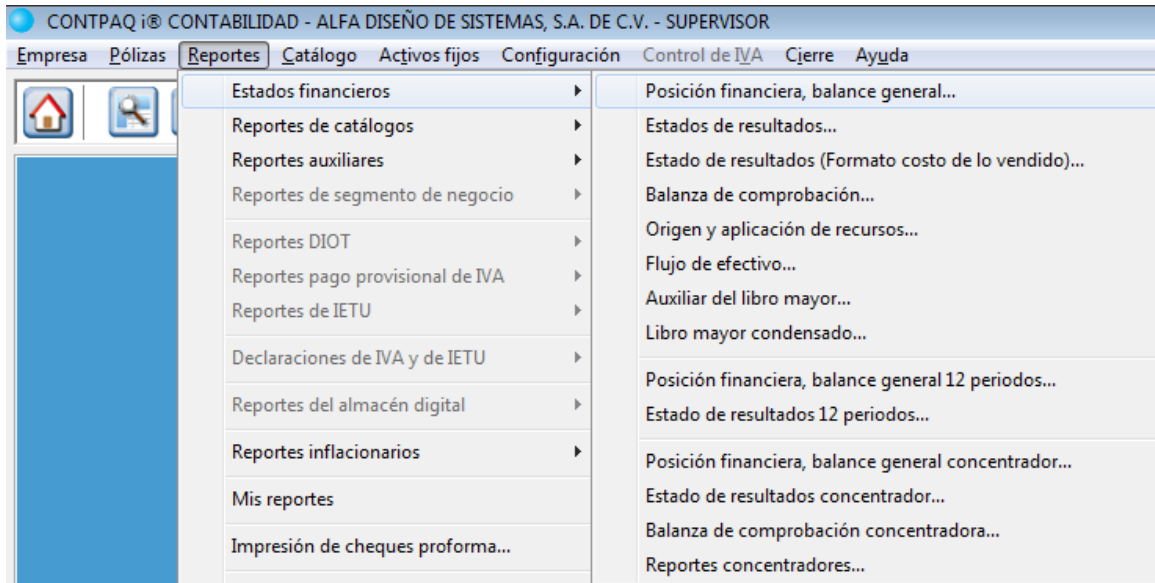 CONTPAQ i® CONTABILIDAD - ALFA DISEÑO DE SISTEMAS, S.A. DE C.V. - SUPERVISOR
Empresa Pólizas Reportes Catálogo Activos fijos Configuración Control de IVA Cierre Ayuda
Estados financieros
Reportes de catálogos
Reportes auxiliares
Reportes de segmento de negocio
Reportes DIOT
Reportes pago provisional de IVA
Reportes de IETU
Declaraciones de IVA y de IETU
Reportes del almacén digital
Reportes inflacionarios
Mis reportes
Impresión de cheques proforma...
Posición financiera, balance general...
Estados de resultados...
Estado de resultados (Formato costo de lo vendido)...
Balanza de comprobación...
Origen y aplicación de recursos...
Flujo de efectivo...
Auxiliar del libro mayor...
Libro mayor condensado...
Posición financiera, balance general 12 periodos...
Estado de resultados 12 periodos...
Posición financiera, balance general concentrador...
Estado de resultados concentrador...
Balanza de comprobación concentradora...
Reportes concentradores...